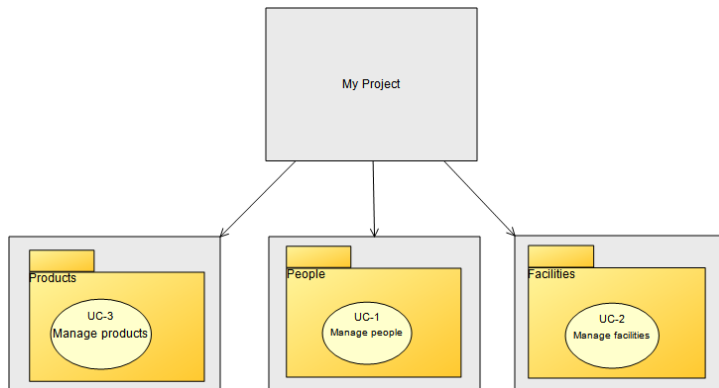 My Project
Products
UC-3
Manage products
People
UC-1
Manage people
Facilities
UC-2
Manage facilities